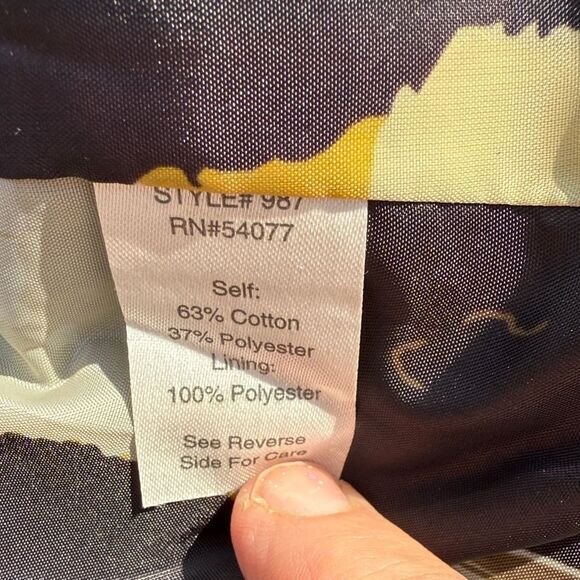 STYLE# 987
RN#54077
Self:
63% Cotton
37% Polyester
Lining:
100% Polyester
See Reverse
Side For Care